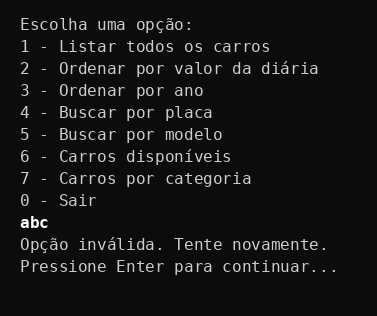 Escolha uma opção:
1 - Listar todos os carros
2 - Ordenar por valor da diária
3 - Ordenar por ano
4 - Buscar por placa
5 - Buscar por modelo
6 - Carros disponíveis
7 - Carros por categoria
0 - Sair
abc
Opção inválida. Tente novamente.
Pressione Enter para continuar...